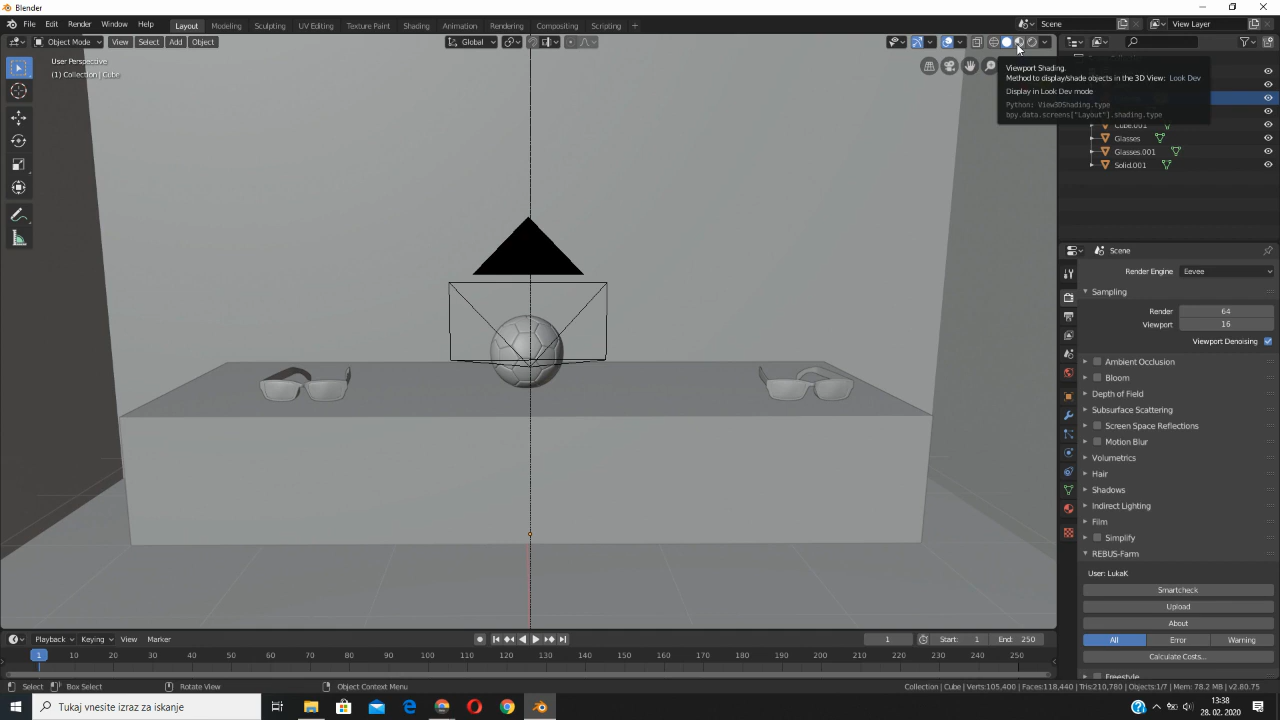 Blender
File Edit Render Window Help Layout Modeling Sculpting UV Editing Texture Paint Shading Animation Rendering Compositing Scripting + Scene View Layer
Object Mode View Select Add Object Global
User Perspective
(1) Collection | Cube
Viewport Shading.
Method to display/shade objects in the 3D View: Look Dev
Display in Look Dev mode
Python: View3DShading.type
bpy.data.screens["Layout"].shading.type
Cube.001
Glasses
Glasses.001
Solid.001
Scene
Render Engine Eevee
Sampling
Render 64
Viewport 16
Viewport Denoising
Ambient Occlusion
Bloom
Depth of Field
Subsurface Scattering
Screen Space Reflections
Motion Blur
Volumetrics
Hair
Shadows
Indirect Lighting
Film
Simplify
REBUS-Farm
User: LukaK
Smartcheck
Upload
About
All Error Warning
Calculate Costs...
Freestyle
Playback Keying View Marker 1 Start: 1 End: 250
1 10 20 30 40 50 60 70 80 90 100 110 120 130 140 150 160 170 180 190 200 210 220 230 240 250
Select Box Select Rotate View Object Context Menu Collection | Cube | Verts:105,400 | Faces:118,440 | Tris:210,780 | Objects:1/7 | Mem: 78.2 MB | v2.80.75
Tukaj vnesite izraz za iskanje
13:38
28. 02. 2020